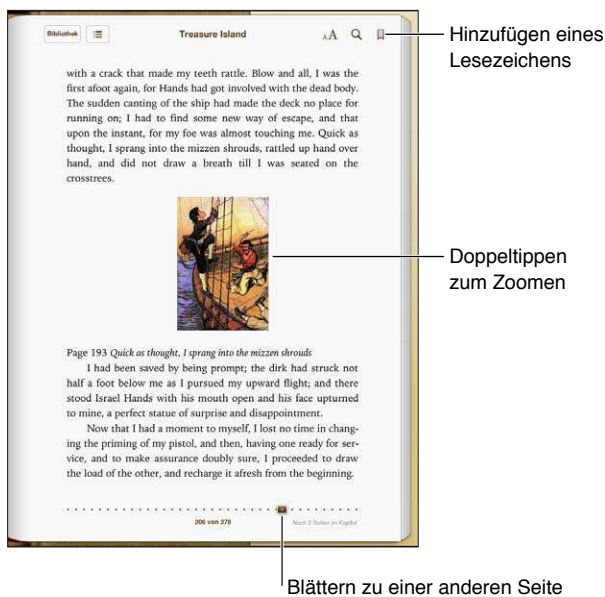 Bibliothek
Treasure Island
AA
Hinzufügen eines
Lesezeichens
with a crack that made my teeth rattle. Blow and all, I was the
first afoot again, for Hands had got involved with the dead body.
The sudden canting of the ship had made the deck no place for
running on; I had to find some new way of escape, and that
upon the instant, for my foe was almost touching me. Quick as
thought, I sprang into the mizzen shrouds, rattled up hand over
hand, and did not draw a breath till I was seated on the
crosstrees.
Doppeltippen
zum Zoomen
Page 193 Quick as thought, I sprang into the mizzen shrouds
I had been saved by being prompt; the dirk had struck not
half a foot below me as I pursued my upward flight; and there
stood Israel Hands with his mouth open and his face upturned
to mine, a perfect statue of surprise and disappointment.
Now that I had a moment to myself, I lost no time in chang-
ing the priming of my pistol, and then, having one ready for ser-
vice, and to make assurance doubly sure, I proceeded to draw
the load of the other, and recharge it afresh from the beginning.
206 von 270
Noch 2 Seiten im Kapitel
Blättern zu einer anderen Seite